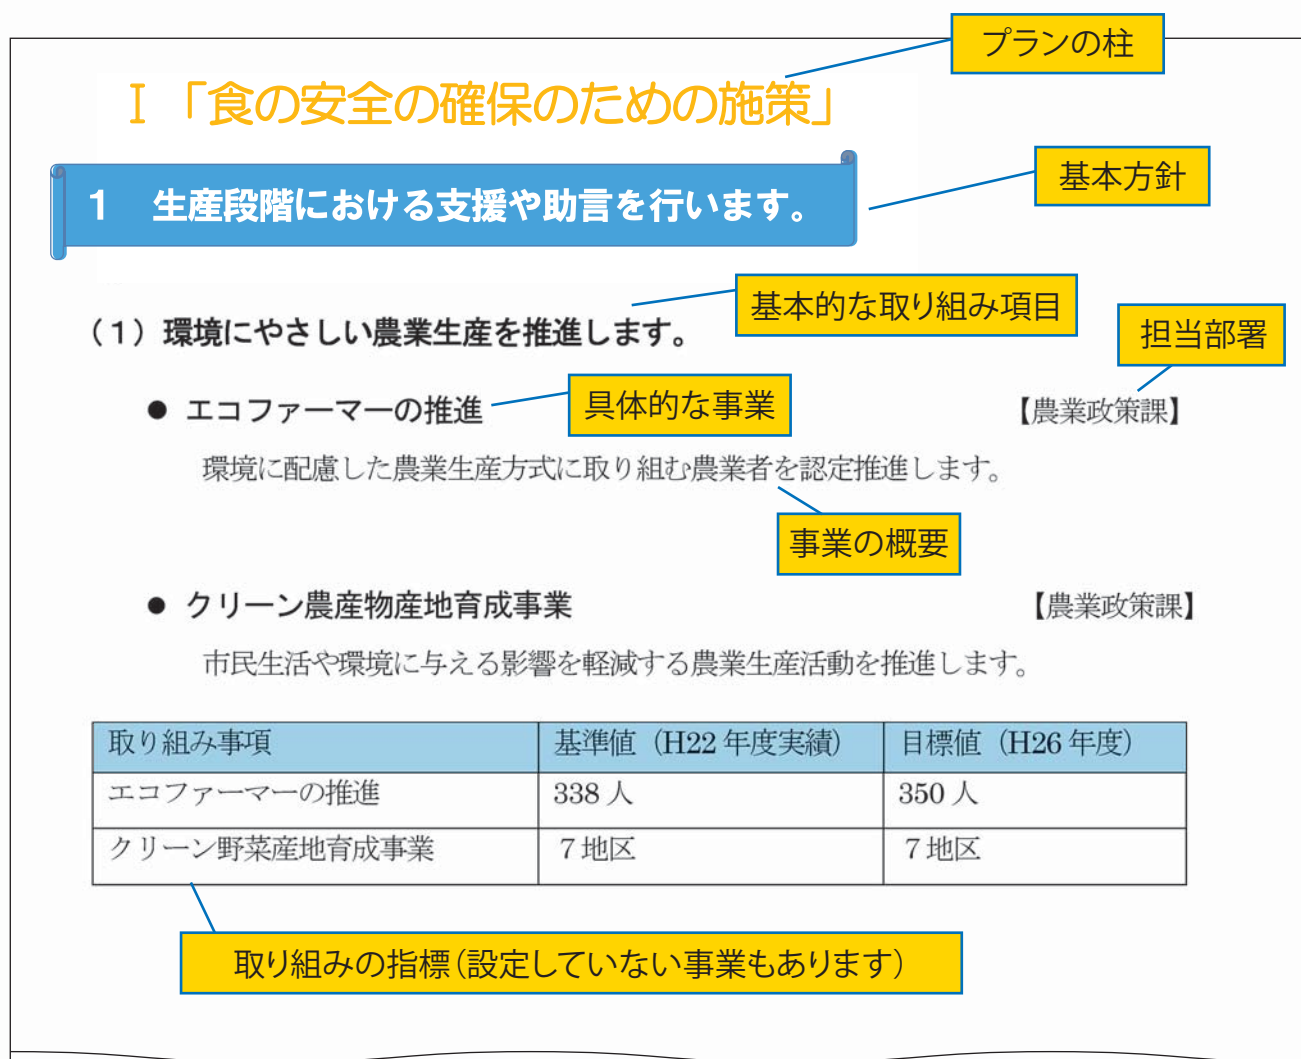 プランの柱
Ⅰ「食の安全の確保のための施策」
基本方針
1 生産段階における支援や助言を行います。
基本的な取り組み項目
担当部署
（１）環境にやさしい農業生産を推進します。
具体的な事業
● エコファーマーの推進 【農業政策課】
環境に配慮した農業生産方式に取り組む農業者を認定推進します。
事業の概要
● クリーン農産物産地育成事業 【農業政策課】
市民生活や環境に与える影響を軽減する農業生産活動を推進します。
取り組み事項 基準値（H22 年度実績） 目標値（H26 年度）
エコファーマーの推進 338 人 350 人
クリーン野菜産地育成事業 ７地区 ７地区
取り組みの指標（設定していない事業もあります）